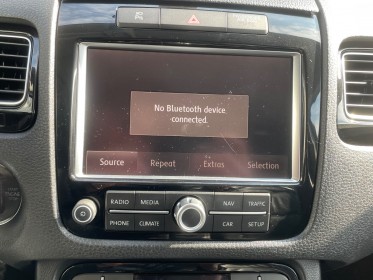 No Bluetooth device
connected.
Source Repeat Extras Selection
RADIO MEDIA NAV TRAFFIC
PHONE CLIMATE CAR SETUP